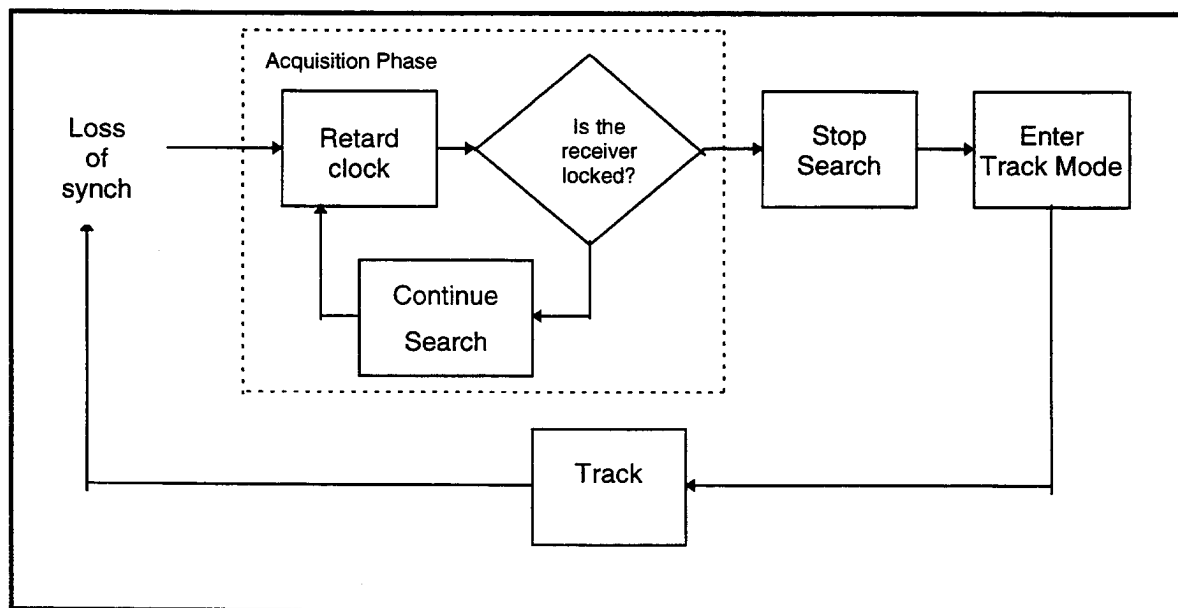 Acquisition Phase
Loss
of
synch
Retard
clock
Is the
receiver
locked?
Stop
Search
Enter
Track Mode
Continue
Search
Track